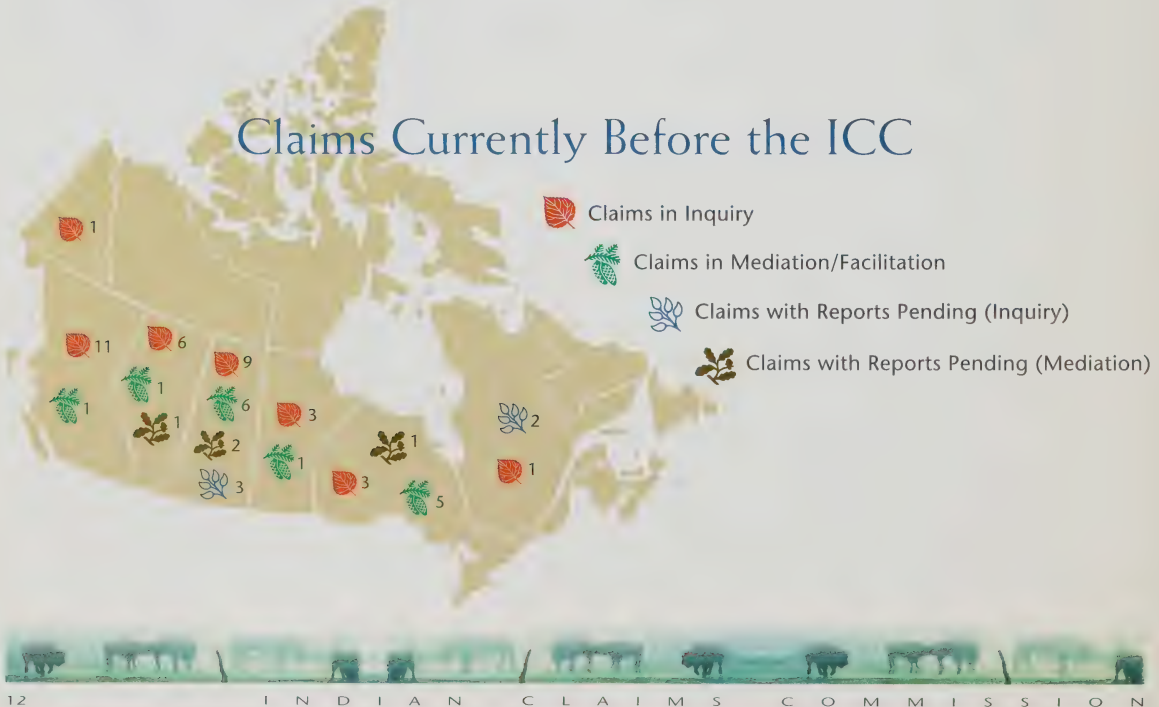 Claims Currently Before the ICC
Claims in Inquiry
Claims in Mediation/Facilitation
Claims with Reports Pending (Inquiry)
Claims with Reports Pending (Mediation)
1
11
6
9
1
6
1
3
1
1
2
2
1
3
3
1
5
12 INDIAN CLAIMS COMMISSION